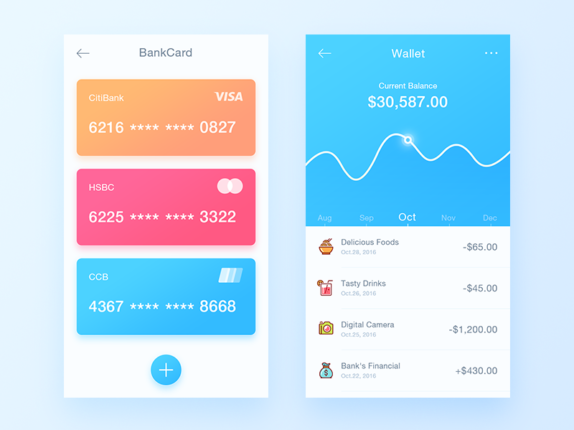 BankCard
CitiBank
VISA
6216 **** **** 0827
HSBC
6225 **** **** 3322
CCB
4367 **** **** 8668
Wallet
Current Balance
$30,587.00
Aug Sep Oct Nov Dec
Delicious Foods
Oct.28, 2016
-$65.00
Tasty Drinks
Oct.26, 2016
-$45.00
Digital Camera
Oct.25, 2016
-$1,200.00
Bank's Financial
Oct.22, 2016
+$430.00